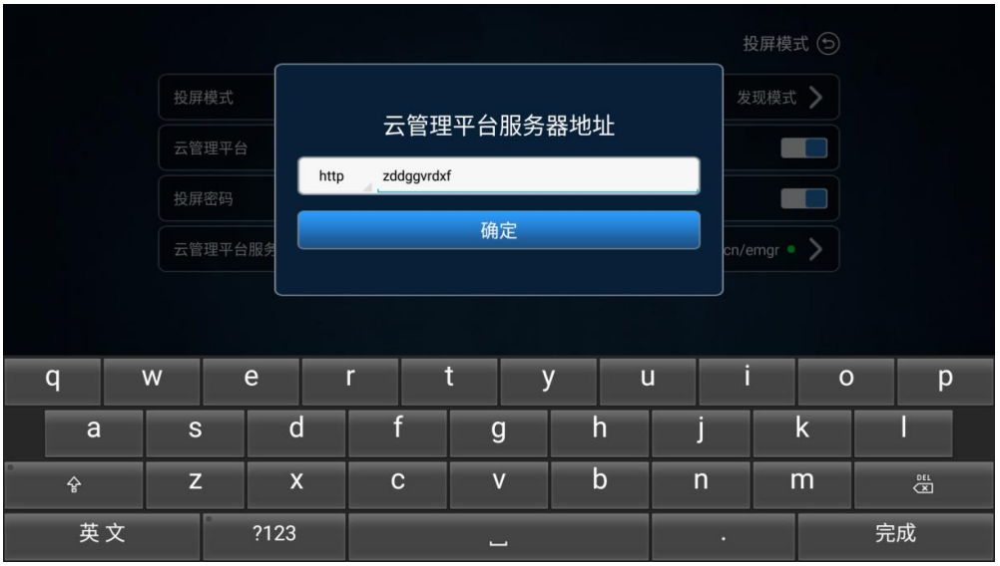 投屏模式
投屏模式
发现模式
云管理平台
投屏密码
云管理平台服务
cn/emgr
云管理平台服务器地址
http zddggvrdxf
确定
q w e r t y u i o p
a s d f g h j k l
z x c v b n m DEL
英文 ?123 . 完成